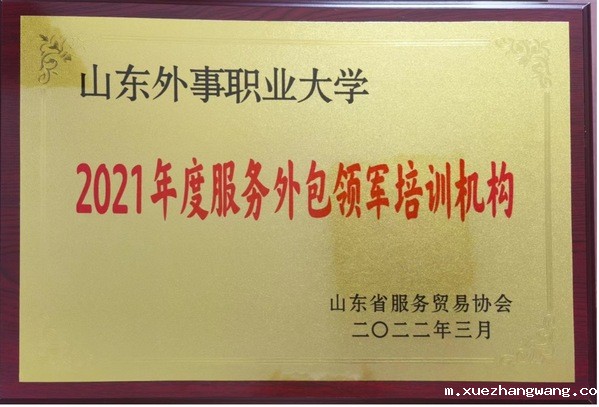 山东外事职业大学
2021年度服务外包领军培训机构
山东省服务贸易协会
二〇二二年三月
m.xuezhangwang.co